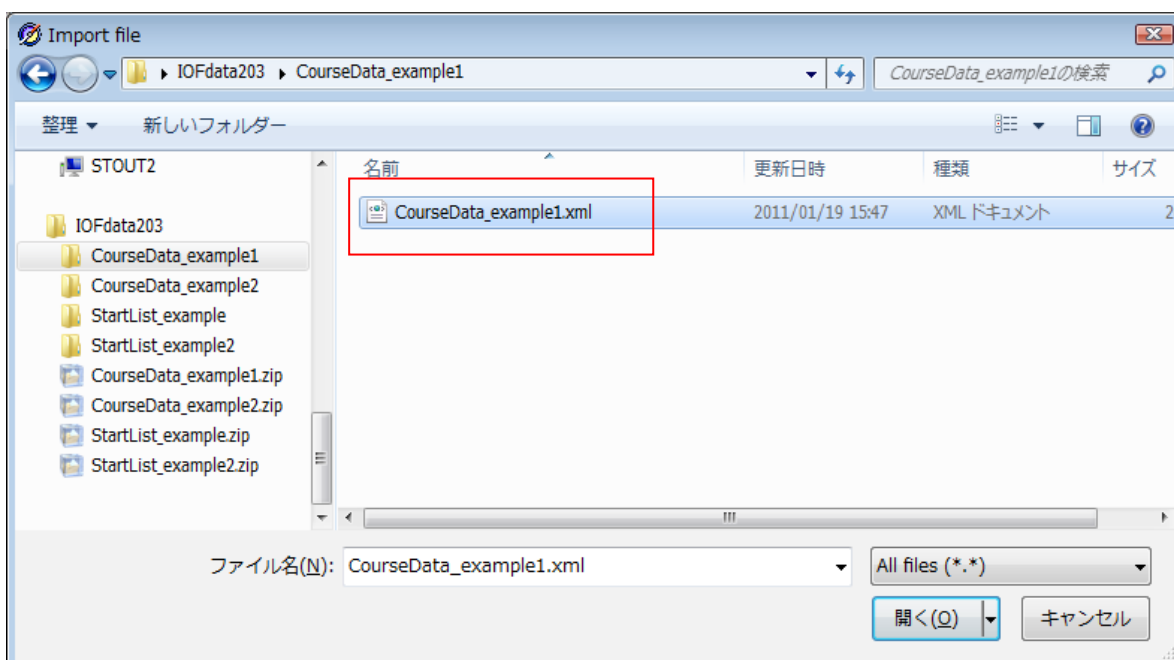 Import file
IOFdata203 CourseData_example1 CourseData_example1の検索
整理 新しいフォルダー
STOUT2
IOFdata203
CourseData_example1
CourseData_example2
StartList_example
StartList_example2
CourseData_example1.zip
CourseData_example2.zip
StartList_example.zip
StartList_example2.zip
名前 更新日時 種類 サイズ
CourseData_example1.xml 2011/01/19 15:47 XML ドキュメント 2
ファイル名(N): CourseData_example1.xml All files (*.*)
開く(O) キャンセル